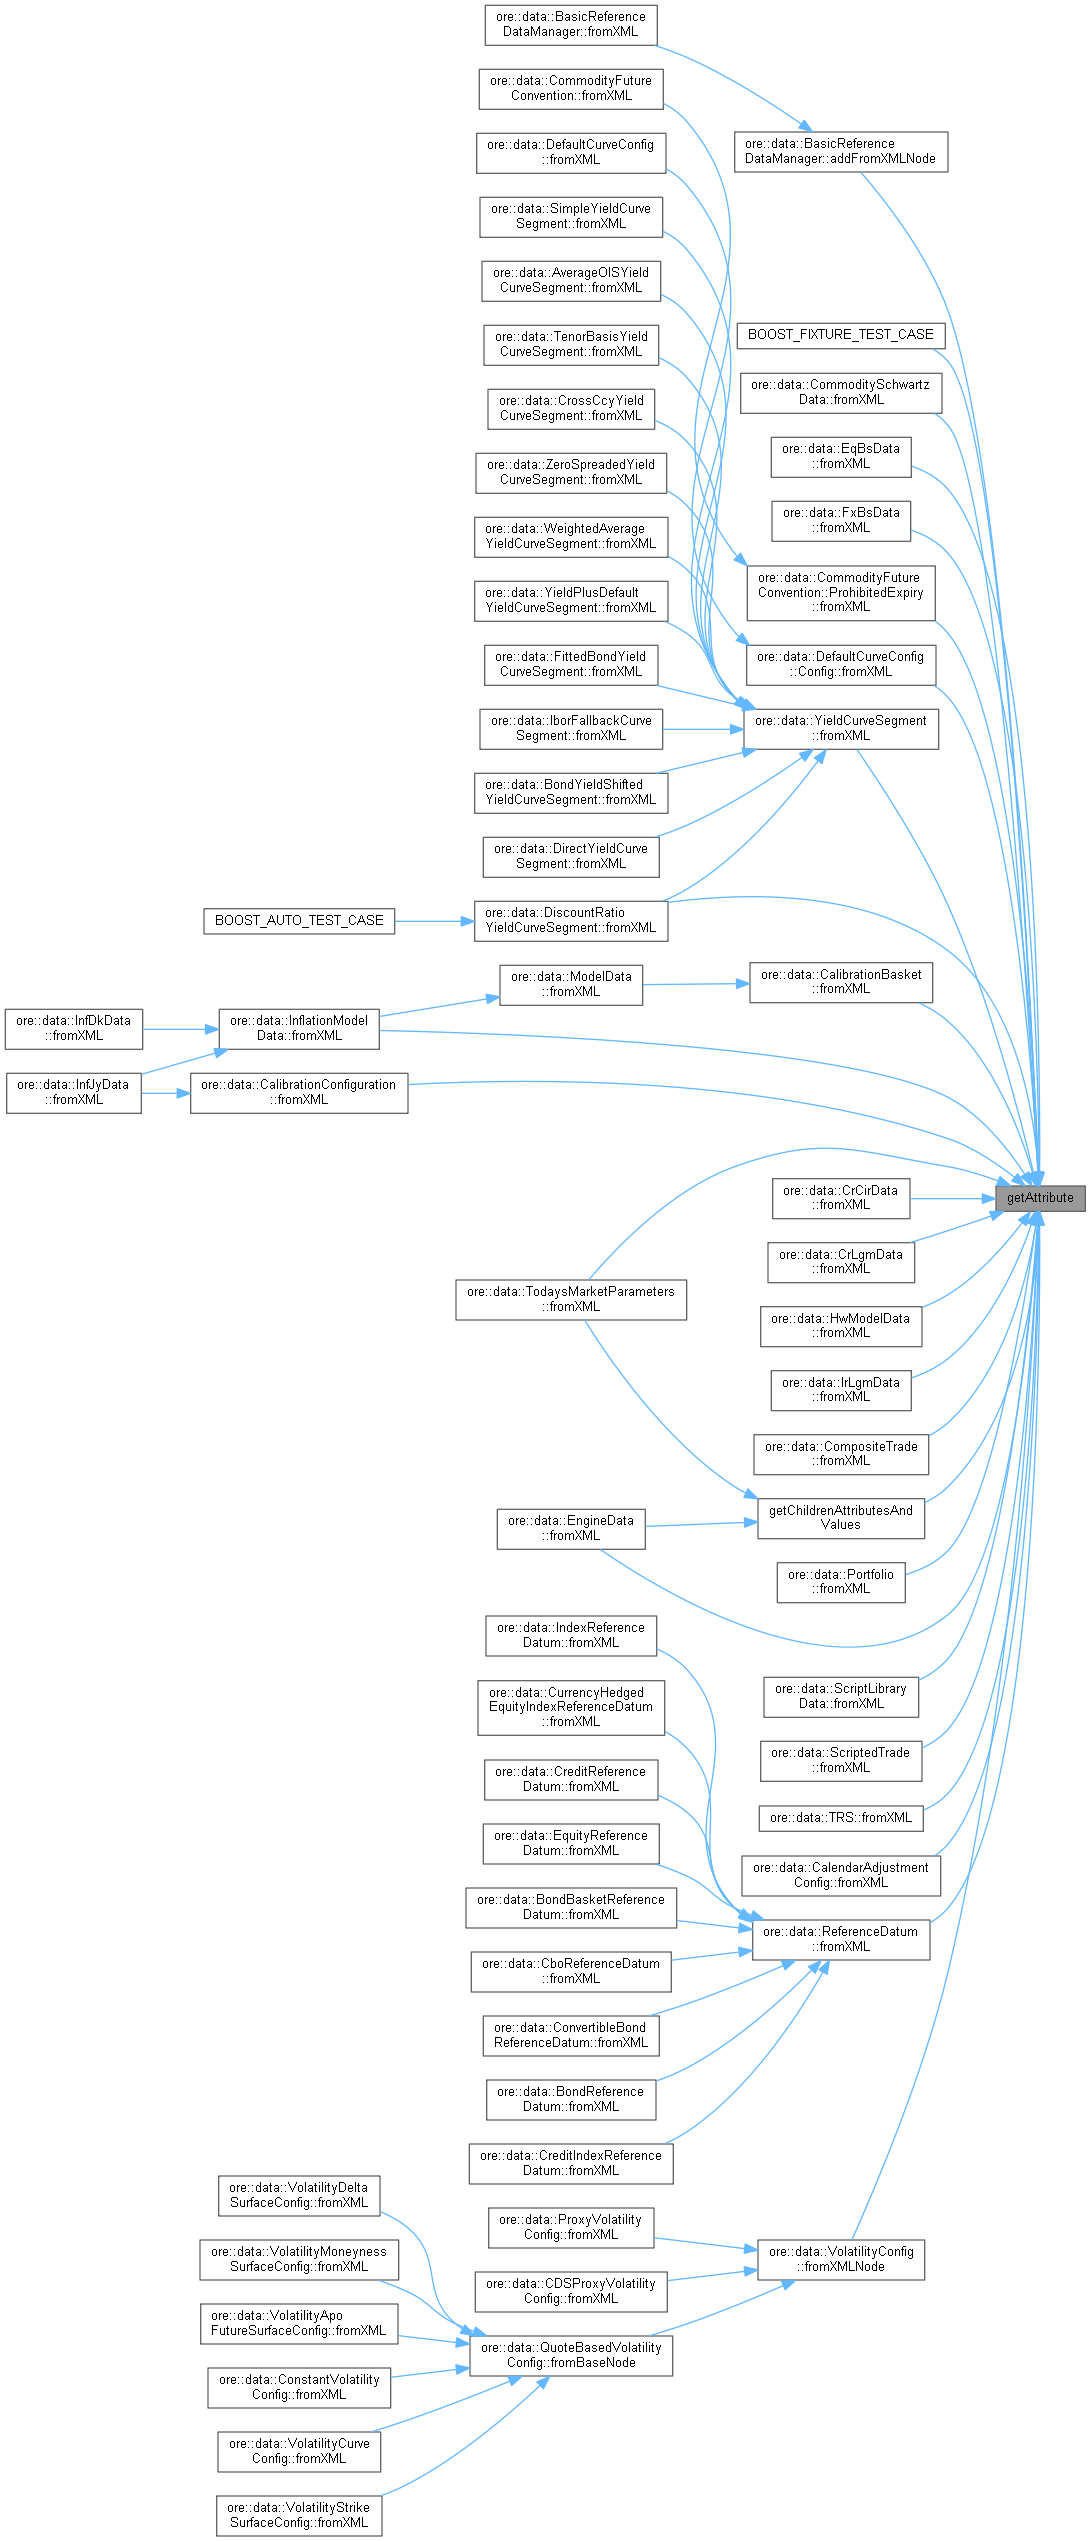 ore::data::BasicReference
DataManager::fromXML
ore::data::CommodityFuture
Convention::fromXML
ore::data::BasicReference
DataManager::addFromXMLNode
ore::data::DefaultCurveConfig
::fromXML
ore::data::SimpleYieldCurve
Segment::fromXML
ore::data::AverageOISYield
CurveSegment::fromXML
ore::data::TenorBasisYield
CurveSegment::fromXML
BOOST_FIXTURE_TEST_CASE
ore::data::CommoditySchwartz
Data::fromXML
ore::data::CrossCcyYield
CurveSegment::fromXML
ore::data::EqBsData
::fromXML
ore::data::ZeroSpreadedYield
CurveSegment::fromXML
ore::data::FxBsData
::fromXML
ore::data::WeightedAverage
YieldCurveSegment::fromXML
ore::data::CommodityFuture
Convention::ProhibitedExpiry
::fromXML
ore::data::YieldPlusDefault
YieldCurveSegment::fromXML
ore::data::FittedBondYield
CurveSegment::fromXML
ore::data::DefaultCurveConfig
::Config::fromXML
ore::data::IborFallbackCurve
Segment::fromXML
ore::data::YieldCurveSegment
::fromXML
ore::data::BondYieldShifted
YieldCurveSegment::fromXML
ore::data::DirectYieldCurve
Segment::fromXML
BOOST_AUTO_TEST_CASE
ore::data::DiscountRatio
YieldCurveSegment::fromXML
ore::data::ModelData
::fromXML
ore::data::CalibrationBasket
::fromXML
ore::data::InfDkData
::fromXML
ore::data::InflationModel
Data::fromXML
ore::data::InfJyData
::fromXML
ore::data::CalibrationConfiguration
::fromXML
ore::data::CrCirData
::fromXML
getAttribute
ore::data::CrLgmData
::fromXML
ore::data::TodaysMarketParameters
::fromXML
ore::data::HwModelData
::fromXML
ore::data::IrLgmData
::fromXML
ore::data::CompositeTrade
::fromXML
ore::data::EngineData
::fromXML
getChildrenAttributesAnd
Values
ore::data::Portfolio
::fromXML
ore::data::IndexReference
Datum::fromXML
ore::data::CurrencyHedged
EquityIndexReferenceDatum
::fromXML
ore::data::ScriptLibrary
Data::fromXML
ore::data::ScriptedTrade
::fromXML
ore::data::CreditReference
Datum::fromXML
ore::data::TRS::fromXML
ore::data::EquityReference
Datum::fromXML
ore::data::CalendarAdjustment
Config::fromXML
ore::data::BondBasketReference
Datum::fromXML
ore::data::ReferenceDatum
::fromXML
ore::data::CboReferenceDatum
::fromXML
ore::data::ConvertibleBond
ReferenceDatum::fromXML
ore::data::BondReference
Datum::fromXML
ore::data::CreditIndexReference
Datum::fromXML
ore::data::VolatilityDelta
SurfaceConfig::fromXML
ore::data::ProxyVolatility
Config::fromXML
ore::data::VolatilityMoneyness
SurfaceConfig::fromXML
ore::data::VolatilityConfig
::fromXMLNode
ore::data::CDSProxyVolatility
Config::fromXML
ore::data::VolatilityApo
FutureSurfaceConfig::fromXML
ore::data::QuoteBasedVolatility
Config::fromBaseNode
ore::data::ConstantVolatility
Config::fromXML
ore::data::VolatilityCurve
Config::fromXML
ore::data::VolatilityStrike
SurfaceConfig::fromXML